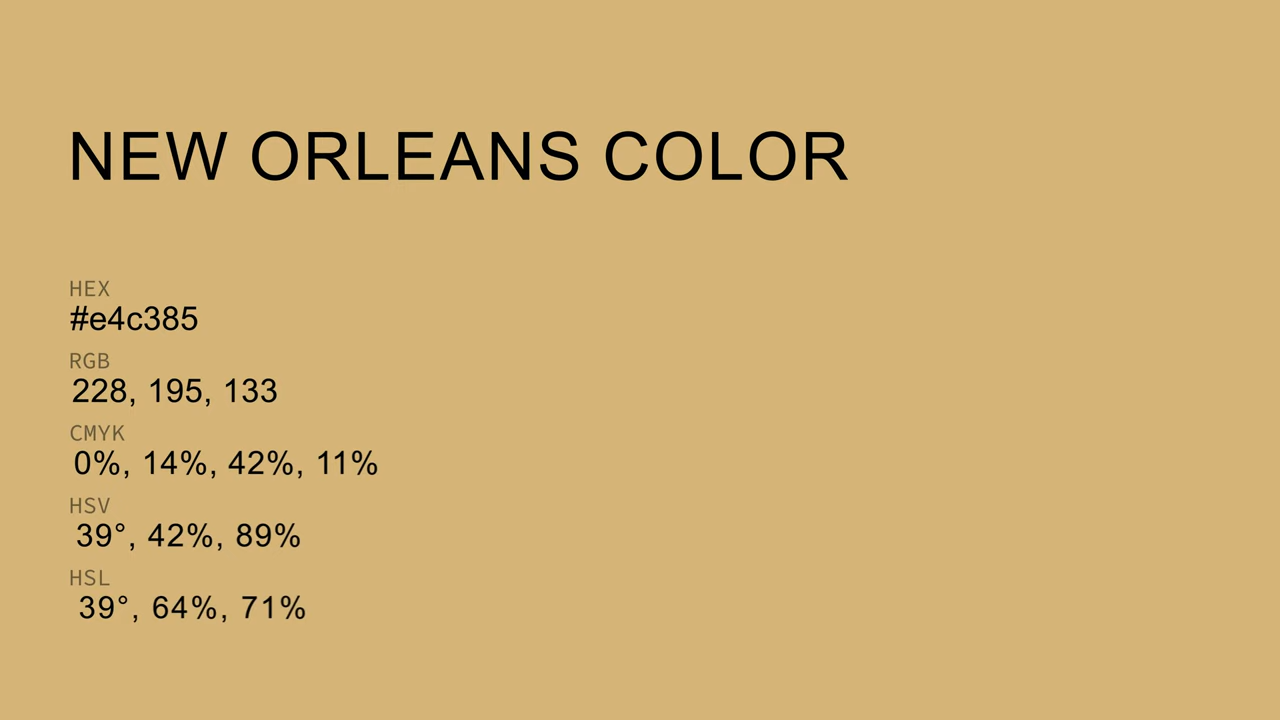 NEW ORLEANS COLOR
HEX
#e4c385
RGB
228, 195, 133
CMYK
0%, 14%, 42%, 11%
HSV
39°, 42%, 89%
HSL
39°, 64%, 71%